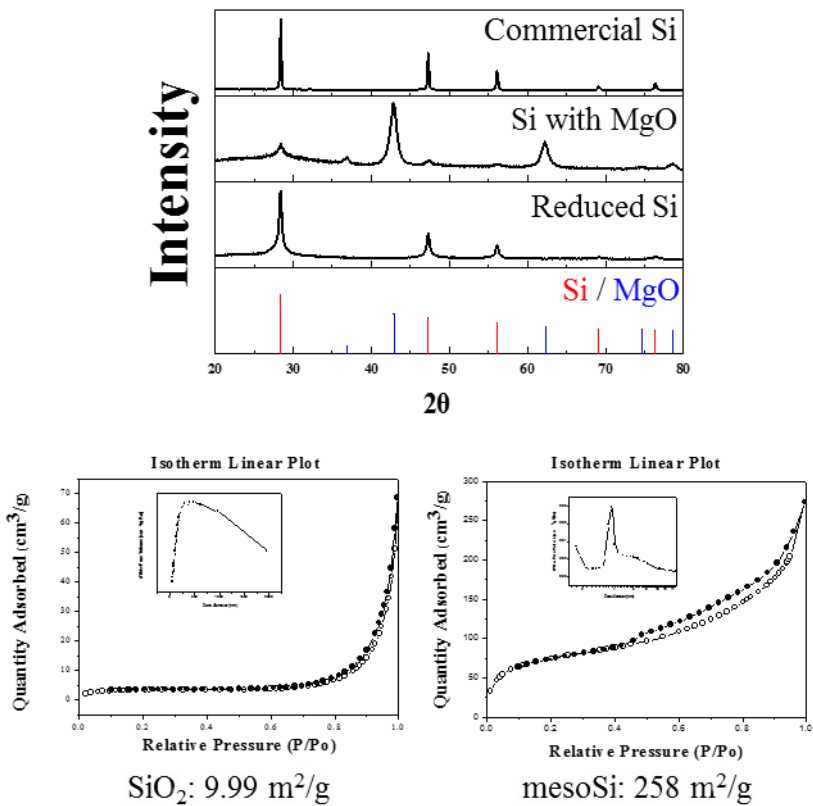 Commercial Si
Si with MgO
Reduced Si
Si / MgO
Intensity
20 30 40 50 60 70 80
2θ
Isotherm Linear Plot
Quantity Adsorbed (cm³/g)
70
60
50
40
30
20
10
0
0.0 0.2 0.4 0.6 0.8 1.0
Relative Pressure (P/Po)
SiO₂: 9.99 m²/g
Isotherm Linear Plot
Quantity Adsorbed (cm³/g)
300
250
200
150
100
50
0
0.0 0.2 0.4 0.6 0.8 1.0
Relative Pressure (P/Po)
mesoSi: 258 m²/g